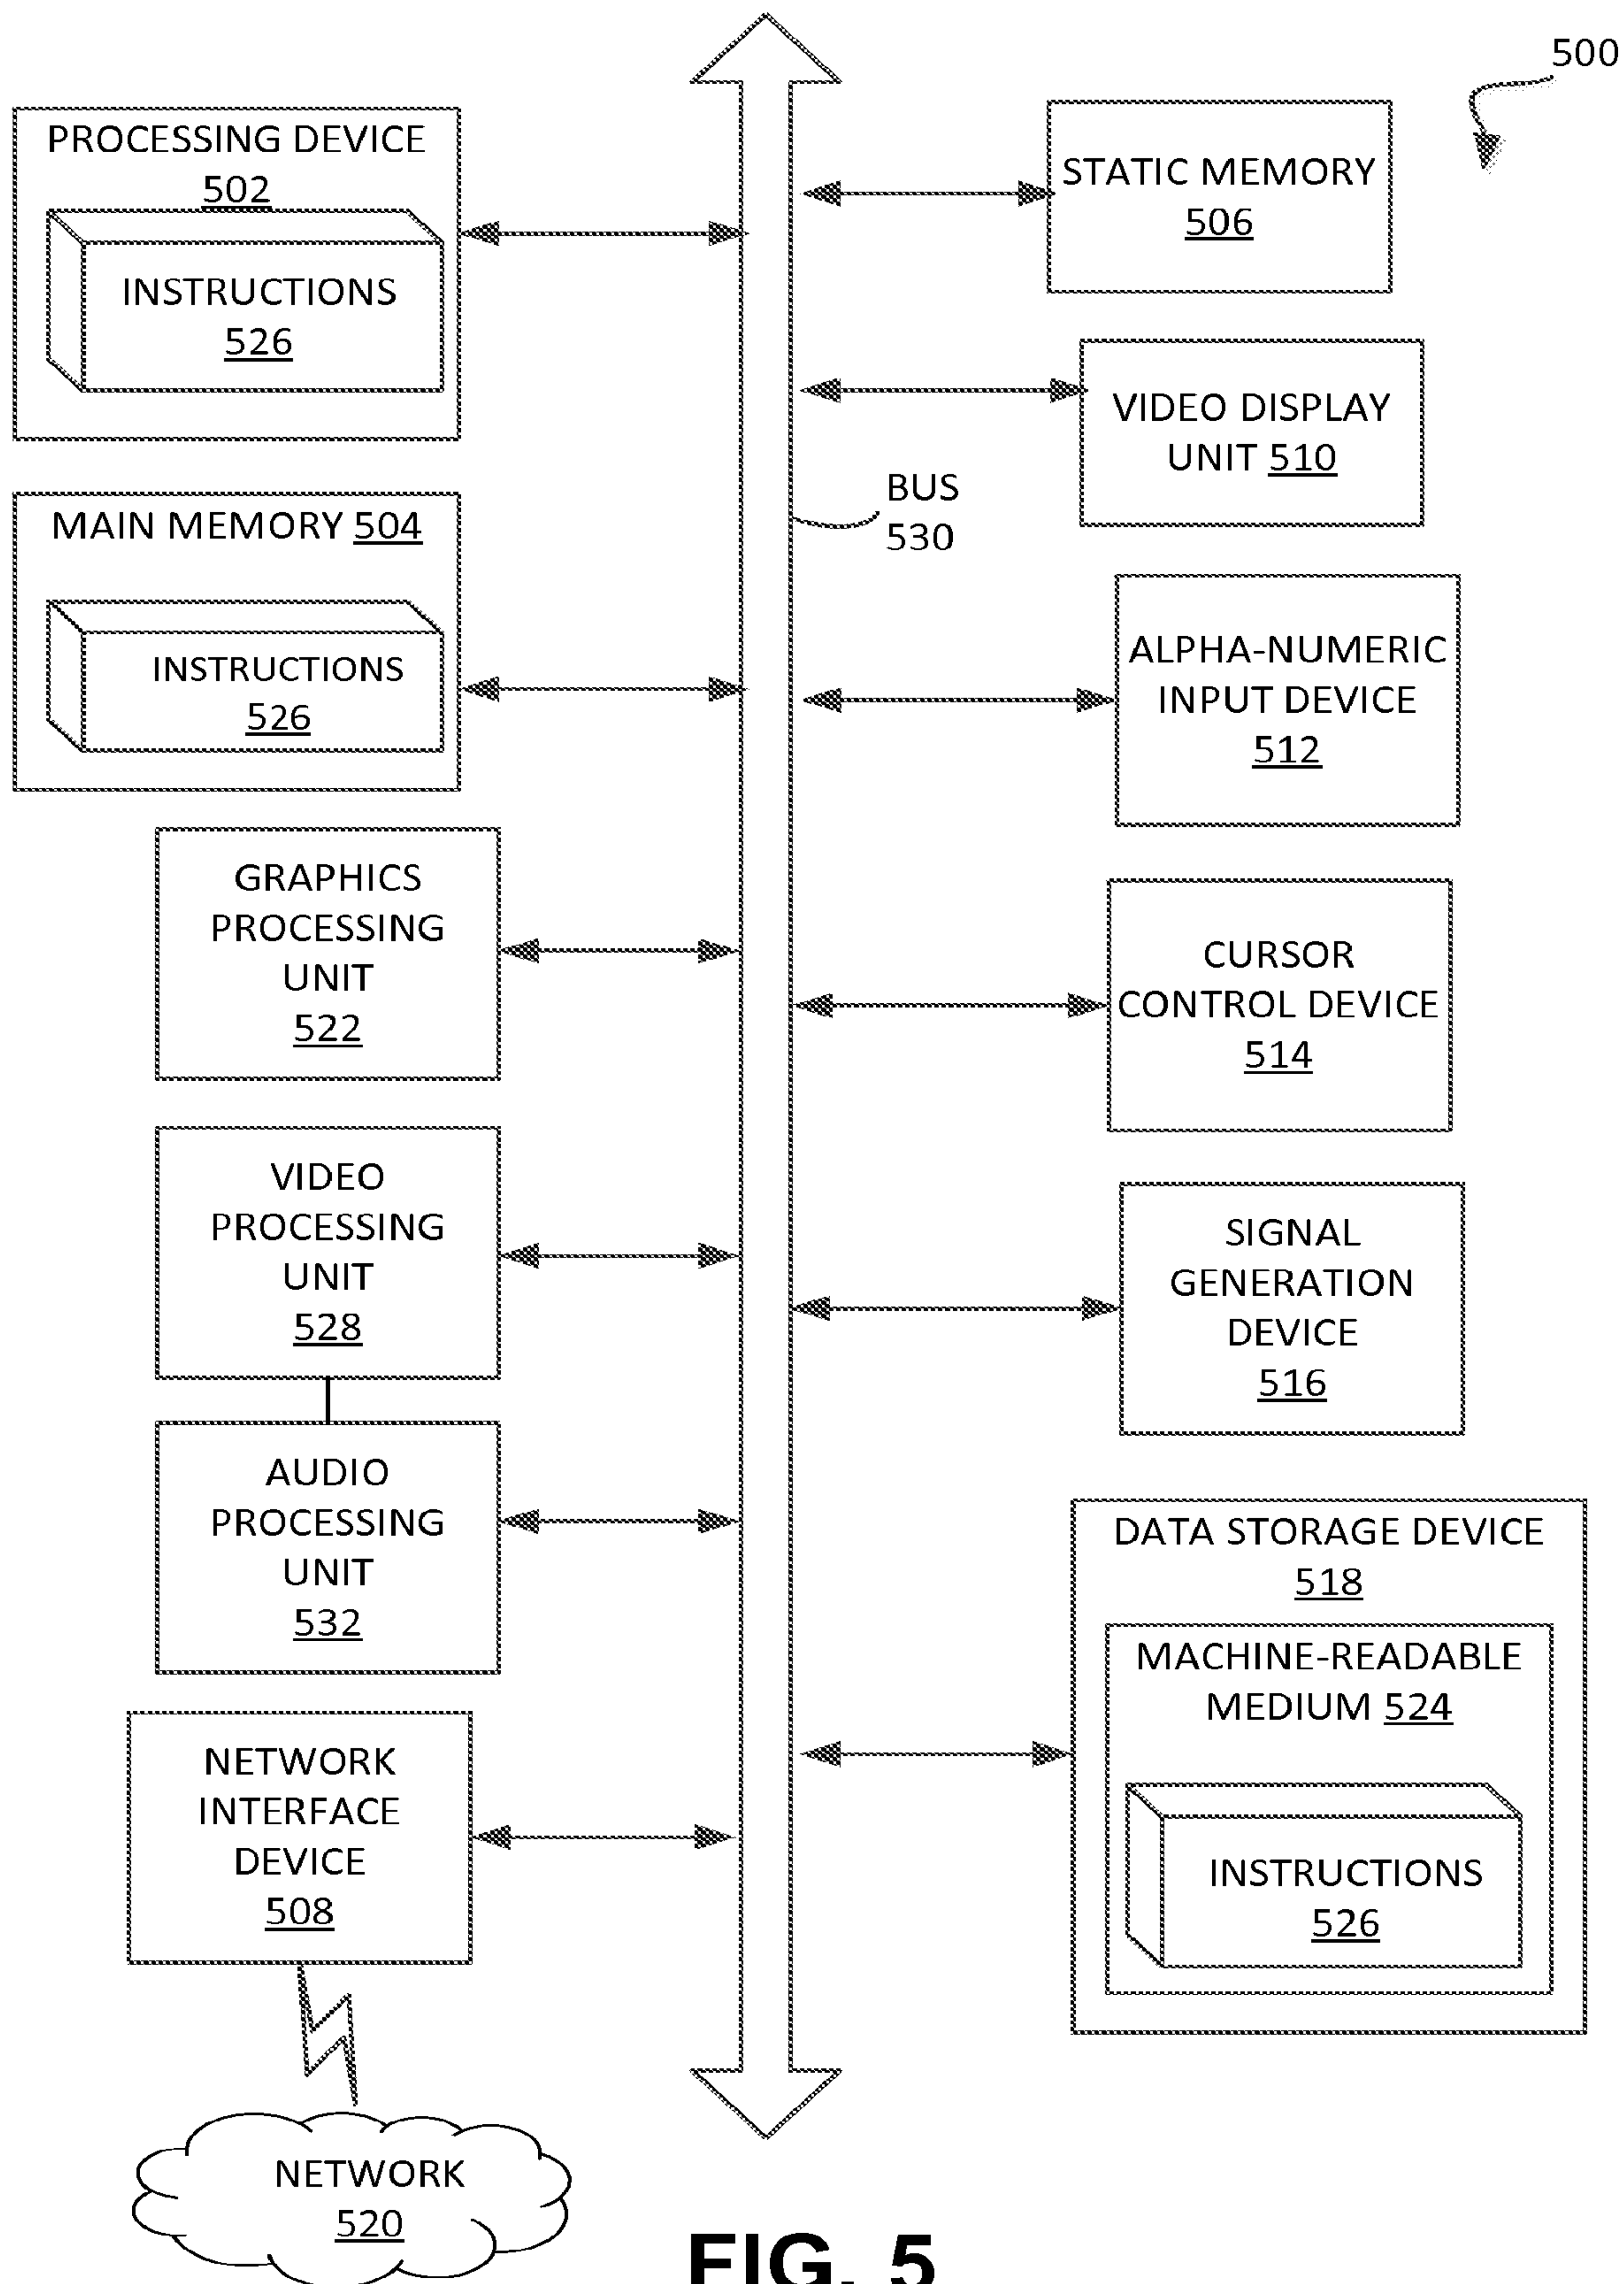 500
PROCESSING DEVICE
502
INSTRUCTIONS
526
MAIN MEMORY 504
INSTRUCTIONS
526
GRAPHICS
PROCESSING
UNIT
522
VIDEO
PROCESSING
UNIT
528
AUDIO
PROCESSING
UNIT
532
NETWORK
INTERFACE
DEVICE
508
NETWORK
520
BUS
530
STATIC MEMORY
506
VIDEO DISPLAY
UNIT 510
ALPHA-NUMERIC
INPUT DEVICE
512
CURSOR
CONTROL DEVICE
514
SIGNAL
GENERATION
DEVICE
516
DATA STORAGE DEVICE
518
MACHINE-READABLE
MEDIUM 524
INSTRUCTIONS
526
FIG. 5